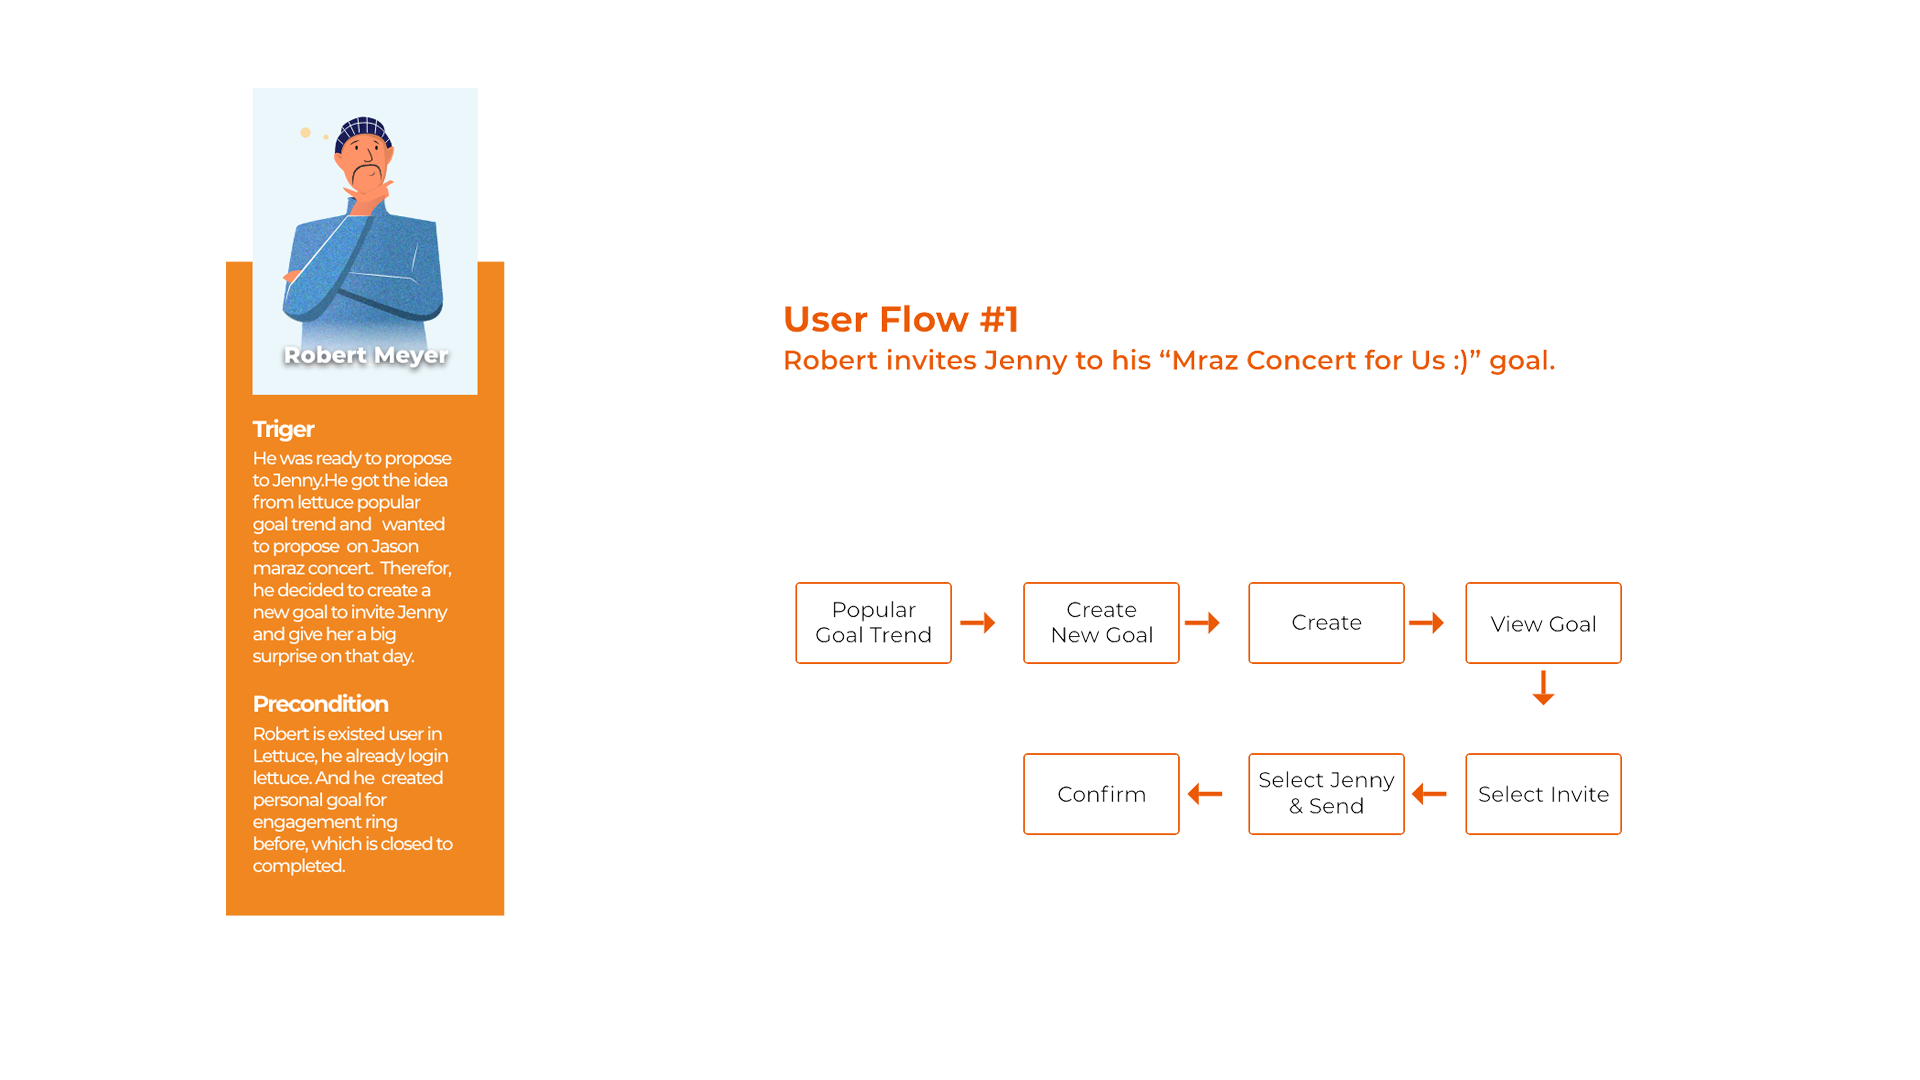 Robert Meyer
Triger
He was ready to propose
to Jenny.He got the idea
from lettuce popular
goal trend and wanted
to propose on Jason
maraz concert. Therefor,
he decided to create a
new goal to invite Jenny
and give her a big
surprise on that day.
Precondition
Robert is existed user in
Lettuce, he already login
lettuce. And he created
personal goal for
engagement ring
before, which is closed to
completed.
User Flow #1
Robert invites Jenny to his “Mraz Concert for Us :)” goal.
Popular
Goal Trend
Create
New Goal
Create
View Goal
Select Invite
Select Jenny
& Send
Confirm